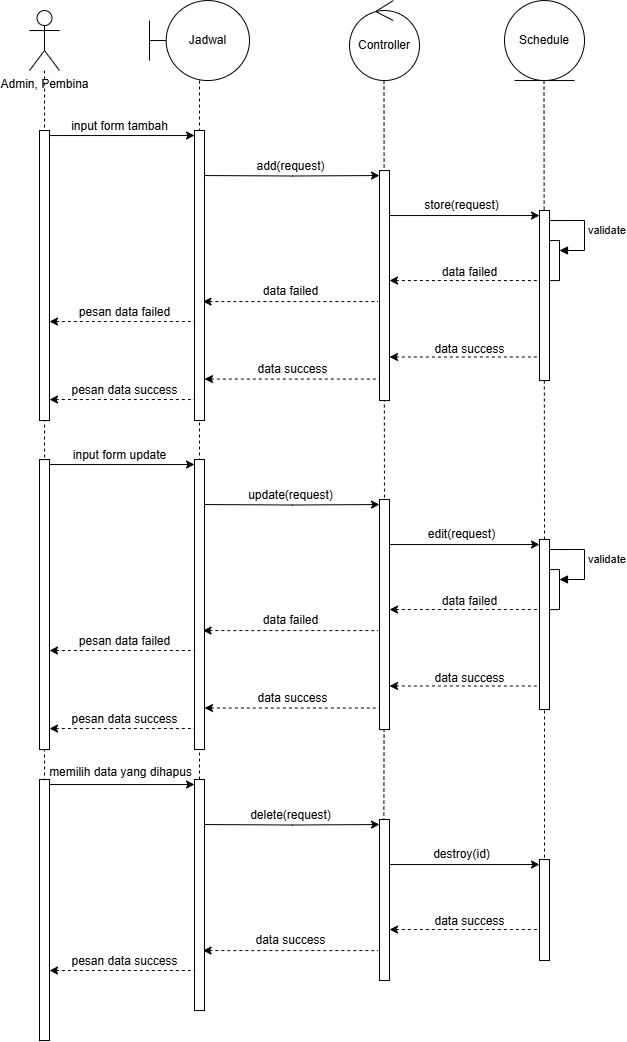 Jadwal
Controller
Schedule
Admin, Pembina
input form tambah
add(request)
store(request)
validate
data failed
data failed
pesan data failed
data success
data success
pesan data success
input form update
update(request)
edit(request)
validate
data failed
data failed
pesan data failed
data success
data success
pesan data success
memilih data yang dihapus
delete(request)
destroy(id)
data success
data success
pesan data success